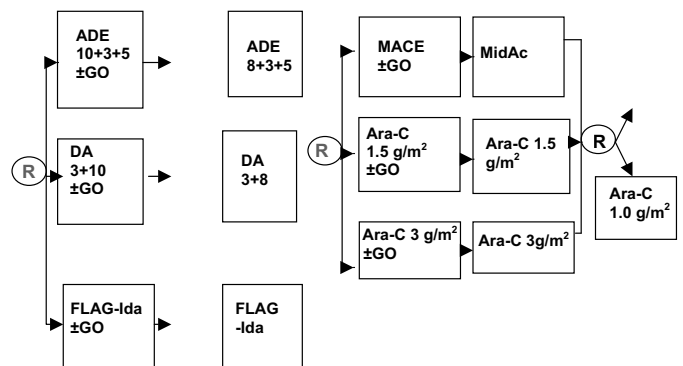 ADE
10+3+5
±GO
ADE
8+3+5
R
DA
3+10
±GO
DA
3+8
FLAG-Ida
±GO
FLAG
-Ida
R
MACE
±GO
MidAc
Ara-C
1.5 g/m²
±GO
Ara-C 1.5
g/m²
Ara-C 3 g/m²
±GO
Ara-C 3g/m²
R
Ara-C
1.0 g/m²